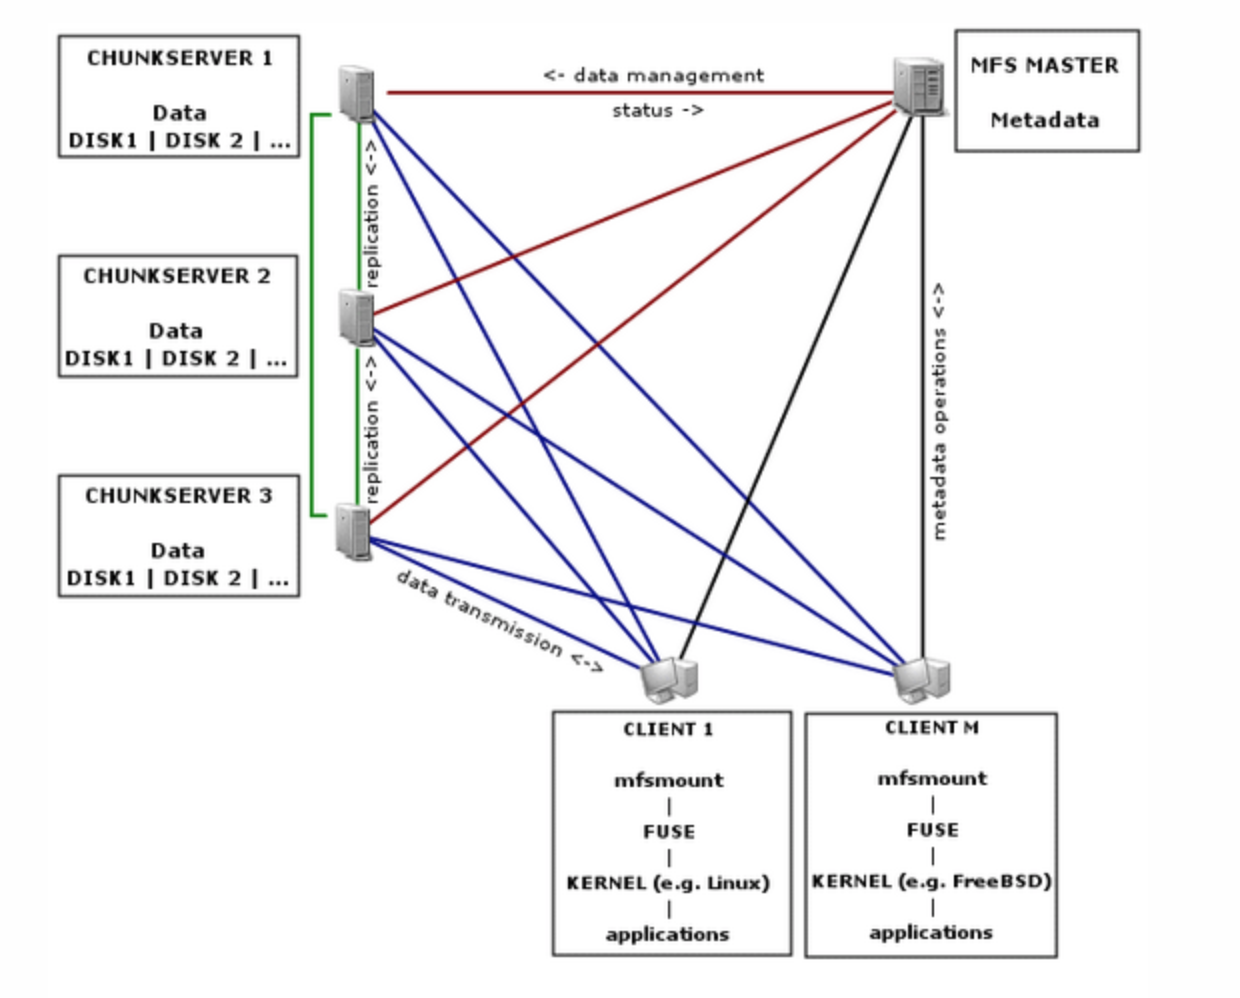 CHUNKSERVER 1
Data
DISK1 | DISK 2 | ...
<- data management
status ->
MFS MASTER
Metadata
replication <->
CHUNKSERVER 2
Data
DISK1 | DISK 2 | ...
replication <->
metadata operations <->
CHUNKSERVER 3
Data
DISK1 | DISK 2 | ...
data transmission <->
CLIENT 1
mfsmount
|
FUSE
|
KERNEL (e.g. Linux)
|
applications
CLIENT M
mfsmount
|
FUSE
|
KERNEL (e.g. FreeBSD)
|
applications